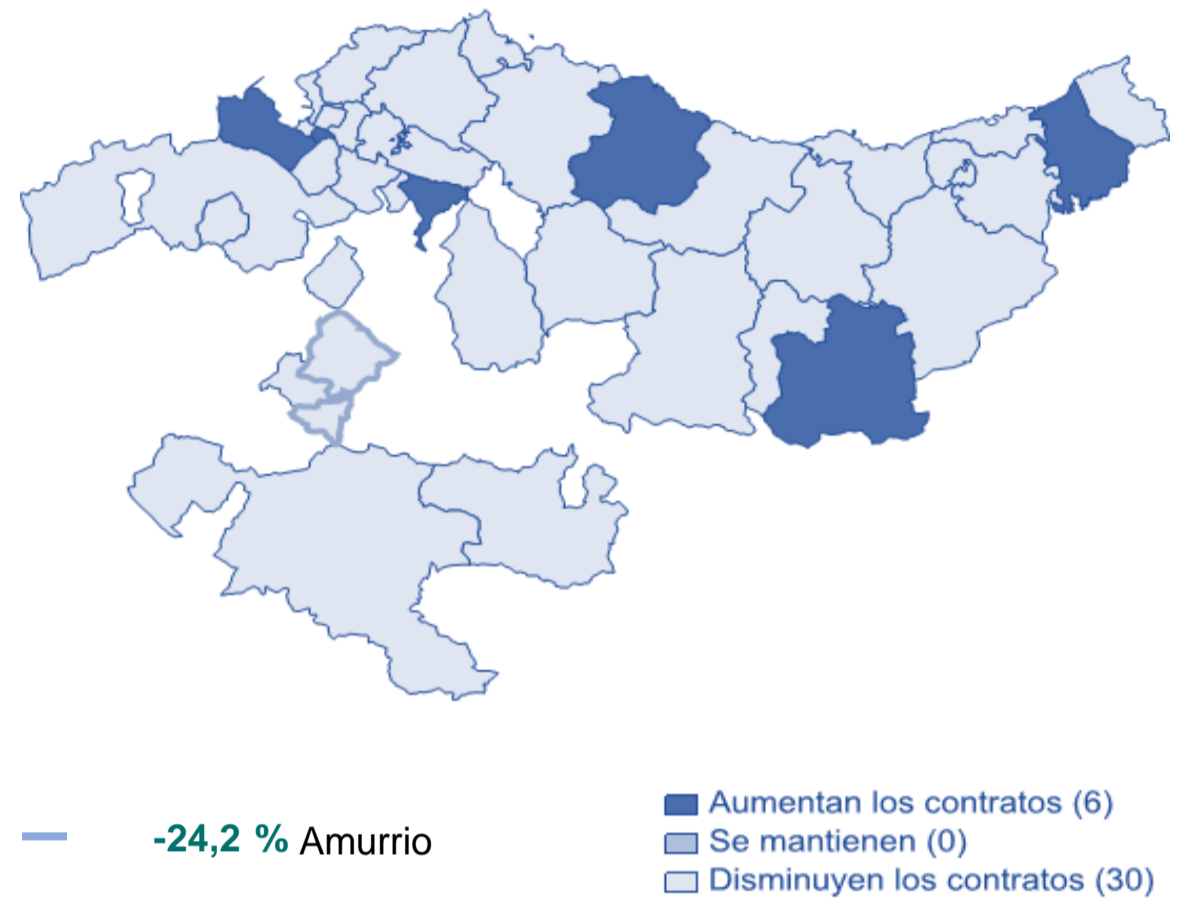 -24,2 % Amurrio
Aumentan los contratos (6)
Se mantienen (0)
Disminuyen los contratos (30)